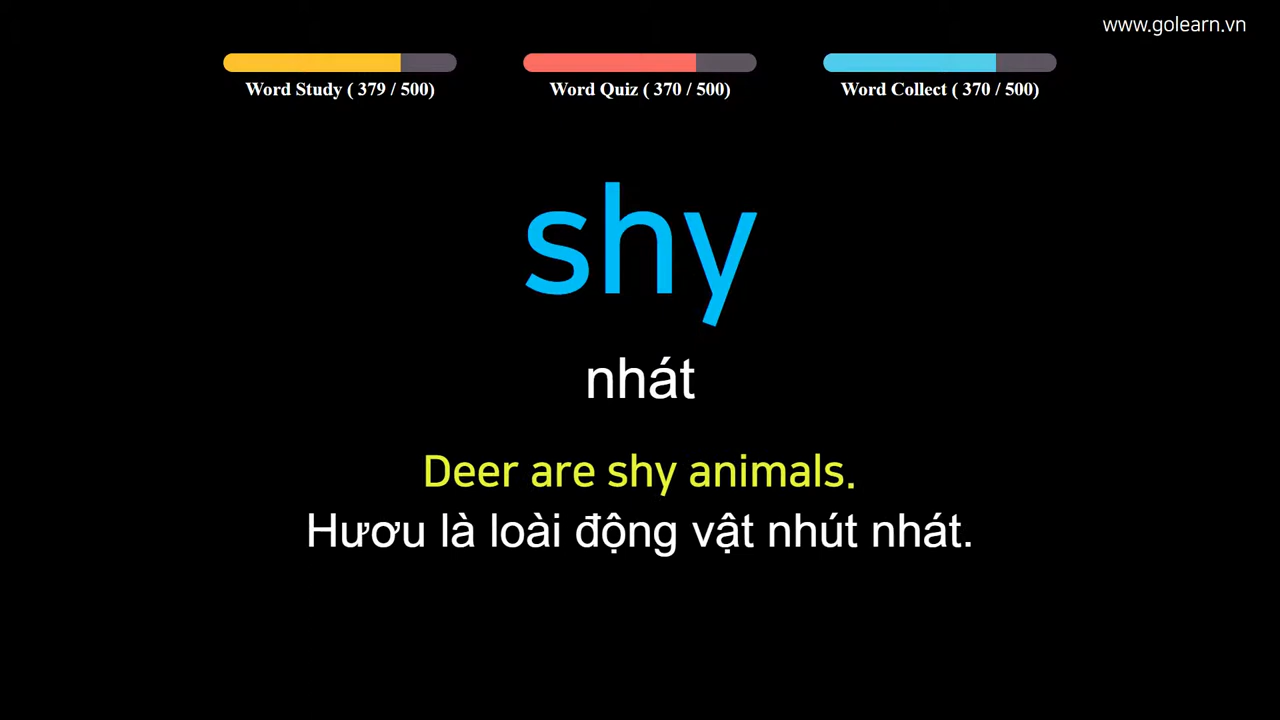 www.golearn.vn
Word Study ( 379 / 500)
Word Quiz ( 370 / 500)
Word Collect ( 370 / 500)
shy
nhát
Deer are shy animals.
Hươu là loài động vật nhút nhát.